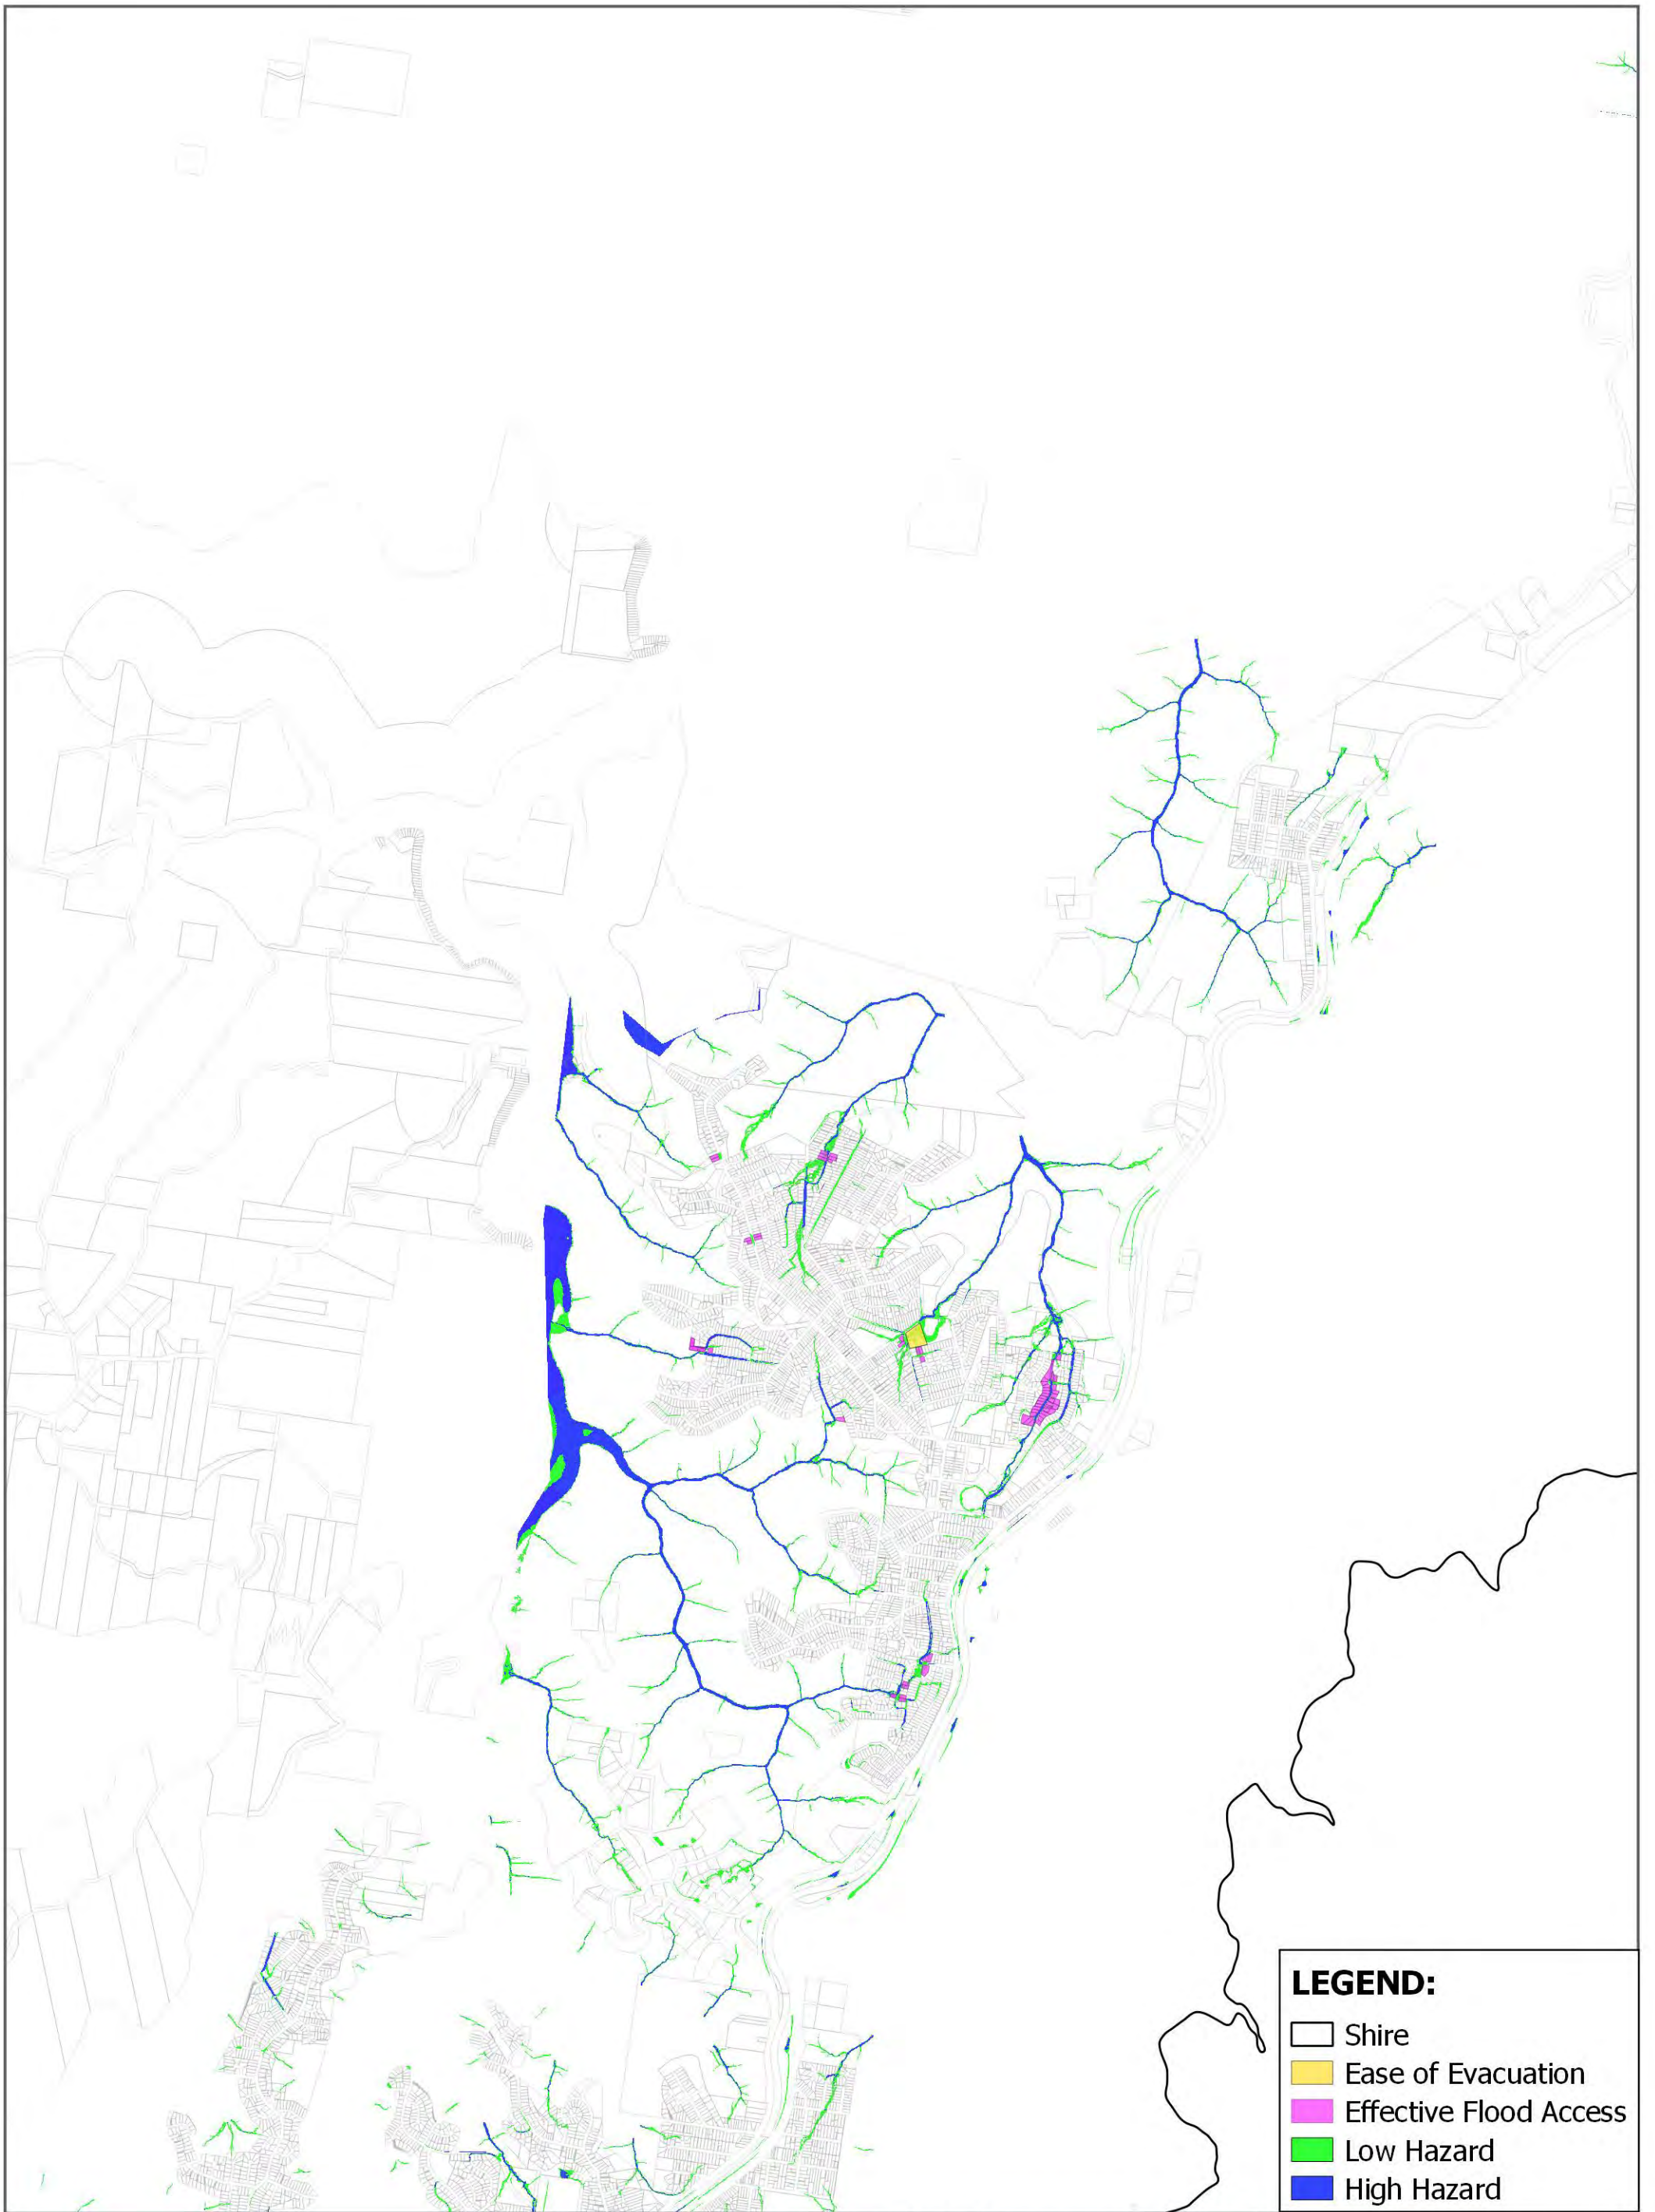 LEGEND:
Shire
Ease of Evacuation
Effective Flood Access
Low Hazard
High Hazard